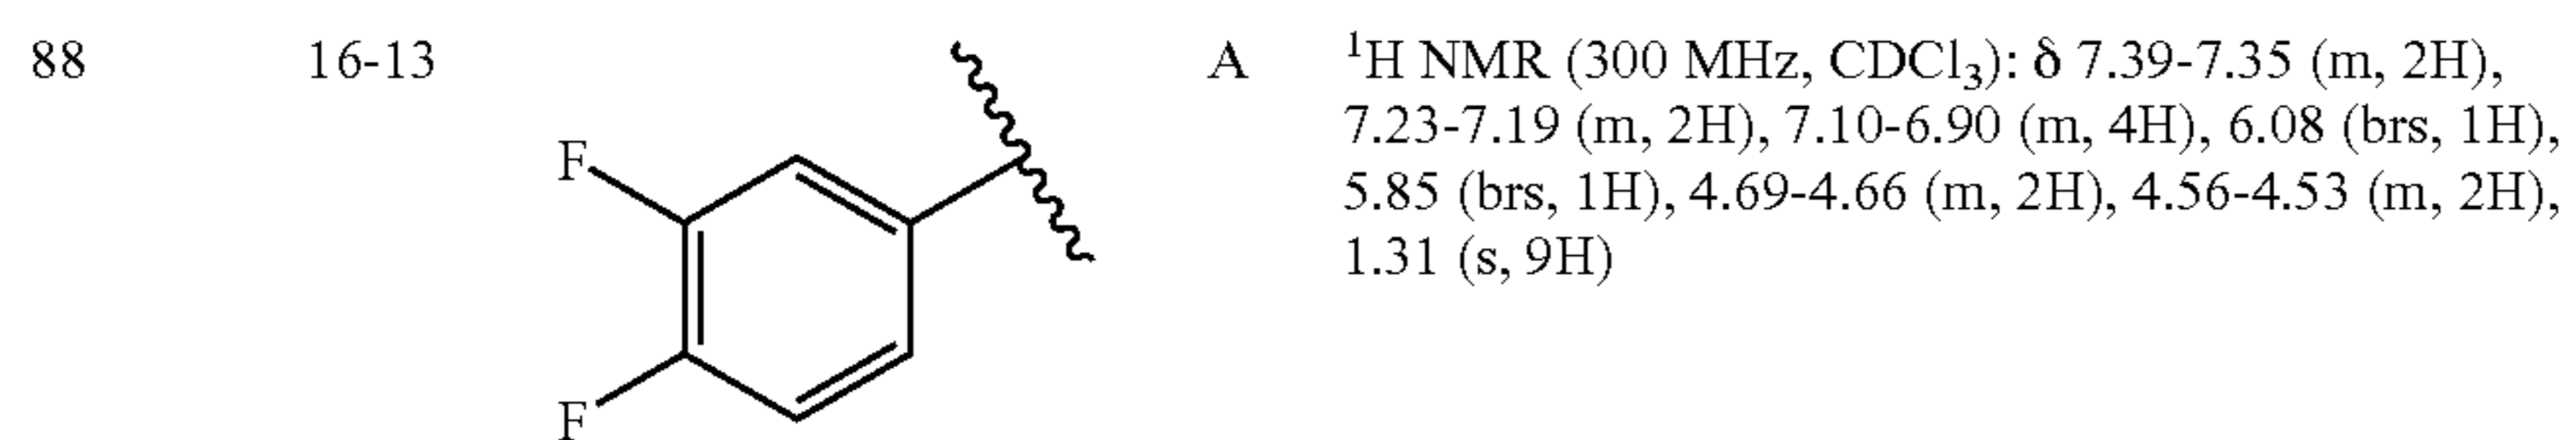 88 16-13 A ¹H NMR (300 MHz, CDCl₃): δ 7.39-7.35 (m, 2H),
7.23-7.19 (m, 2H), 7.10-6.90 (m, 4H), 6.08 (brs, 1H),
F
5.85 (brs, 1H), 4.69-4.66 (m, 2H), 4.56-4.53 (m, 2H),
1.31 (s, 9H)
F